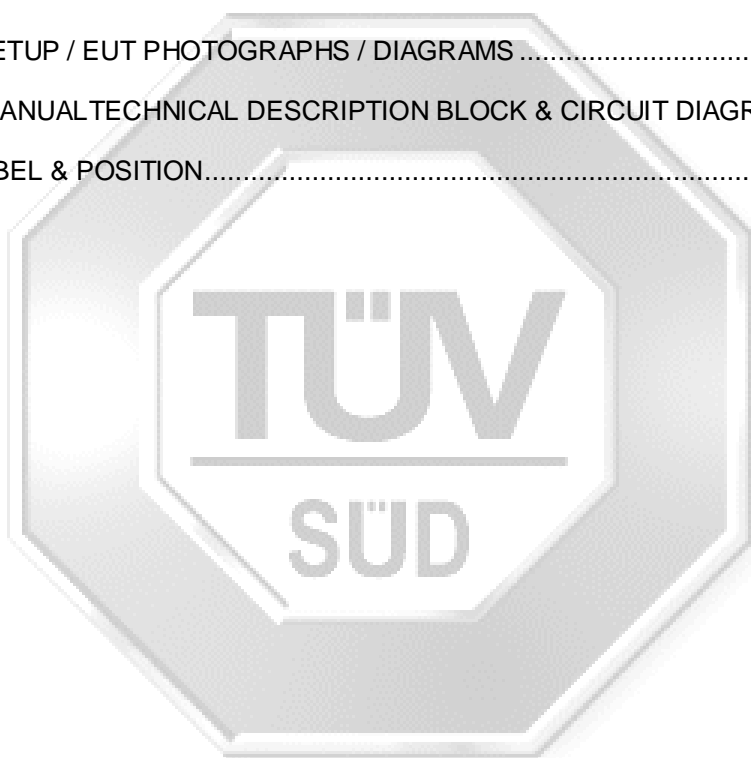 ETUP / EUT PHOTOGRAPHS / DIAGRAMS ..............................
ANUALTECHNICAL DESCRIPTION BLOCK & CIRCUIT DIAGR
BEL & POSITION.......................................................................
TÜV
SÜD